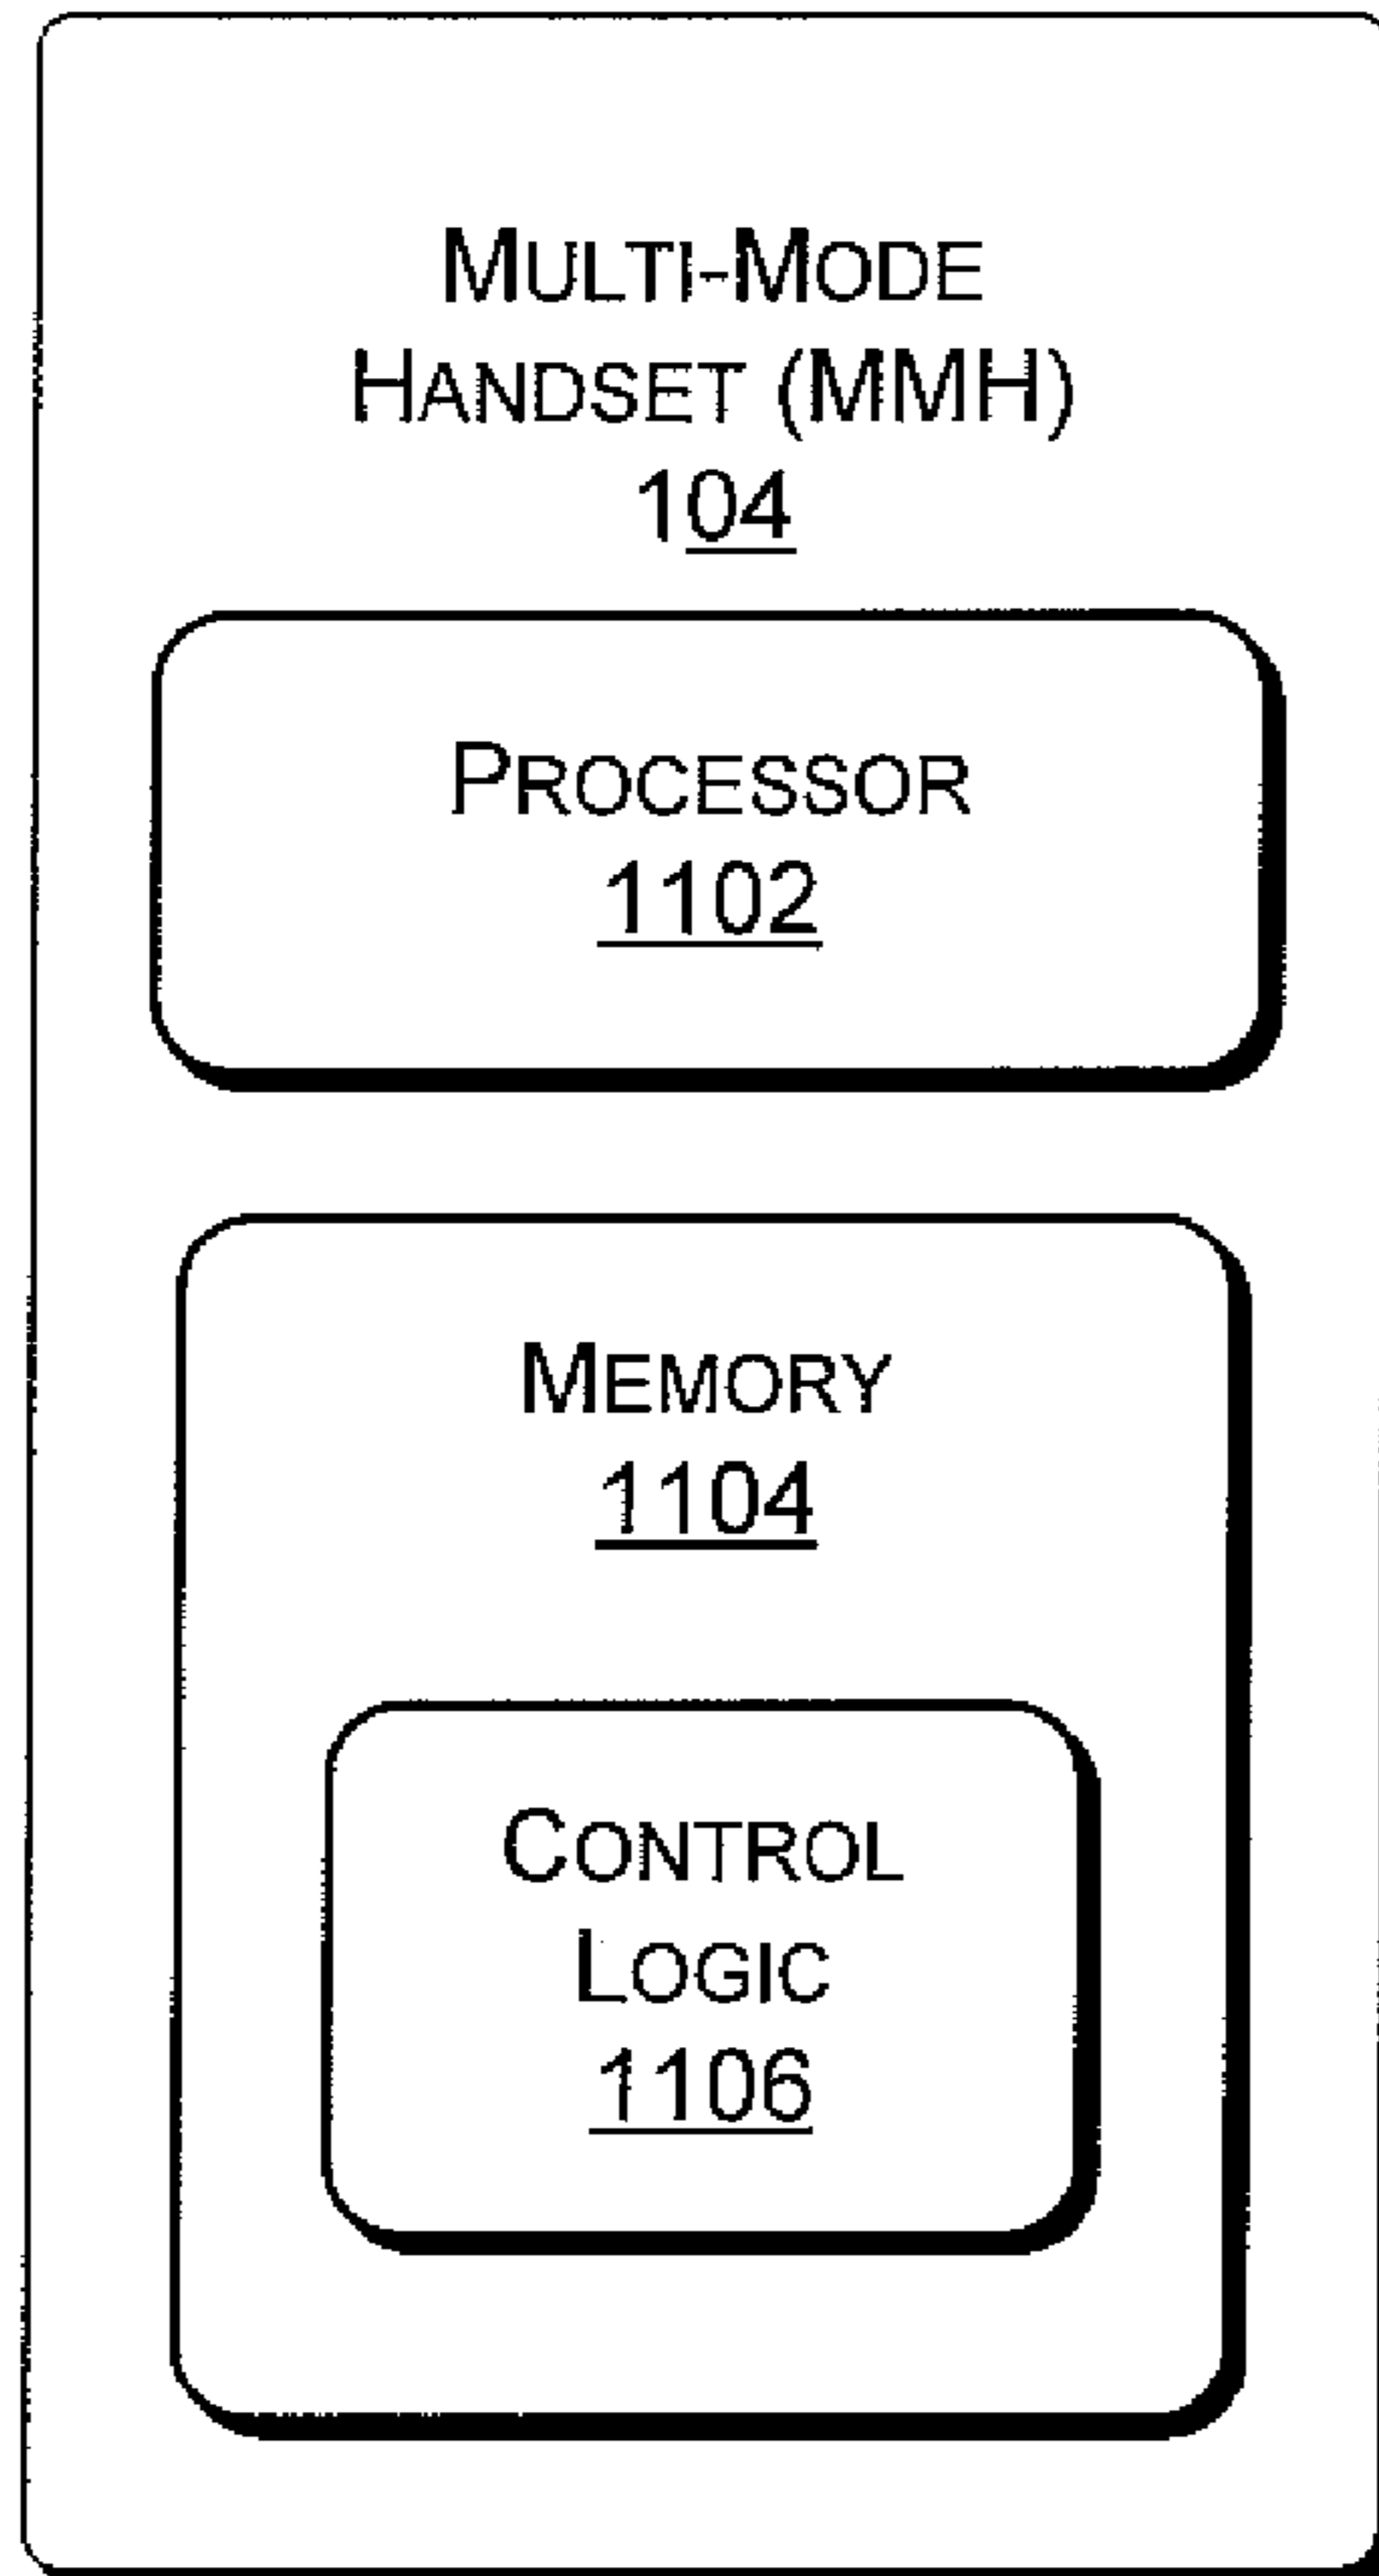 MULTI-MODE
HANDSET (MMH)
104
PROCESSOR
1102
MEMORY
1104
CONTROL
LOGIC
1106